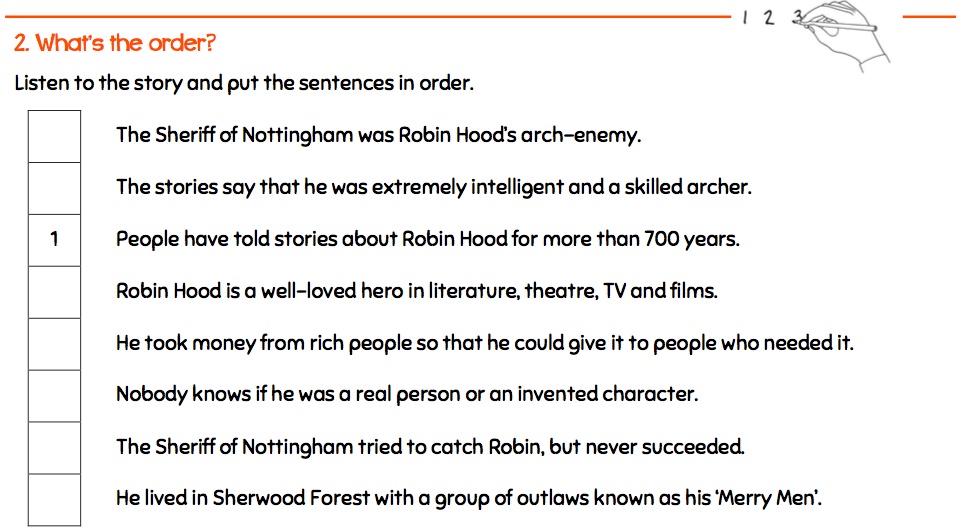 1 2 3
2. What's the order?
Listen to the story and put the sentences in order.
The Sheriff of Nottingham was Robin Hood's arch-enemy.
The stories say that he was extremely intelligent and a skilled archer.
1 People have told stories about Robin Hood for more than 700 years.
Robin Hood is a well-loved hero in literature, theatre, TV and films.
He took money from rich people so that he could give it to people who needed it.
Nobody knows if he was a real person or an invented character.
The Sheriff of Nottingham tried to catch Robin, but never succeeded.
He lived in Sherwood Forest with a group of outlaws known as his ‘Merry Men’.